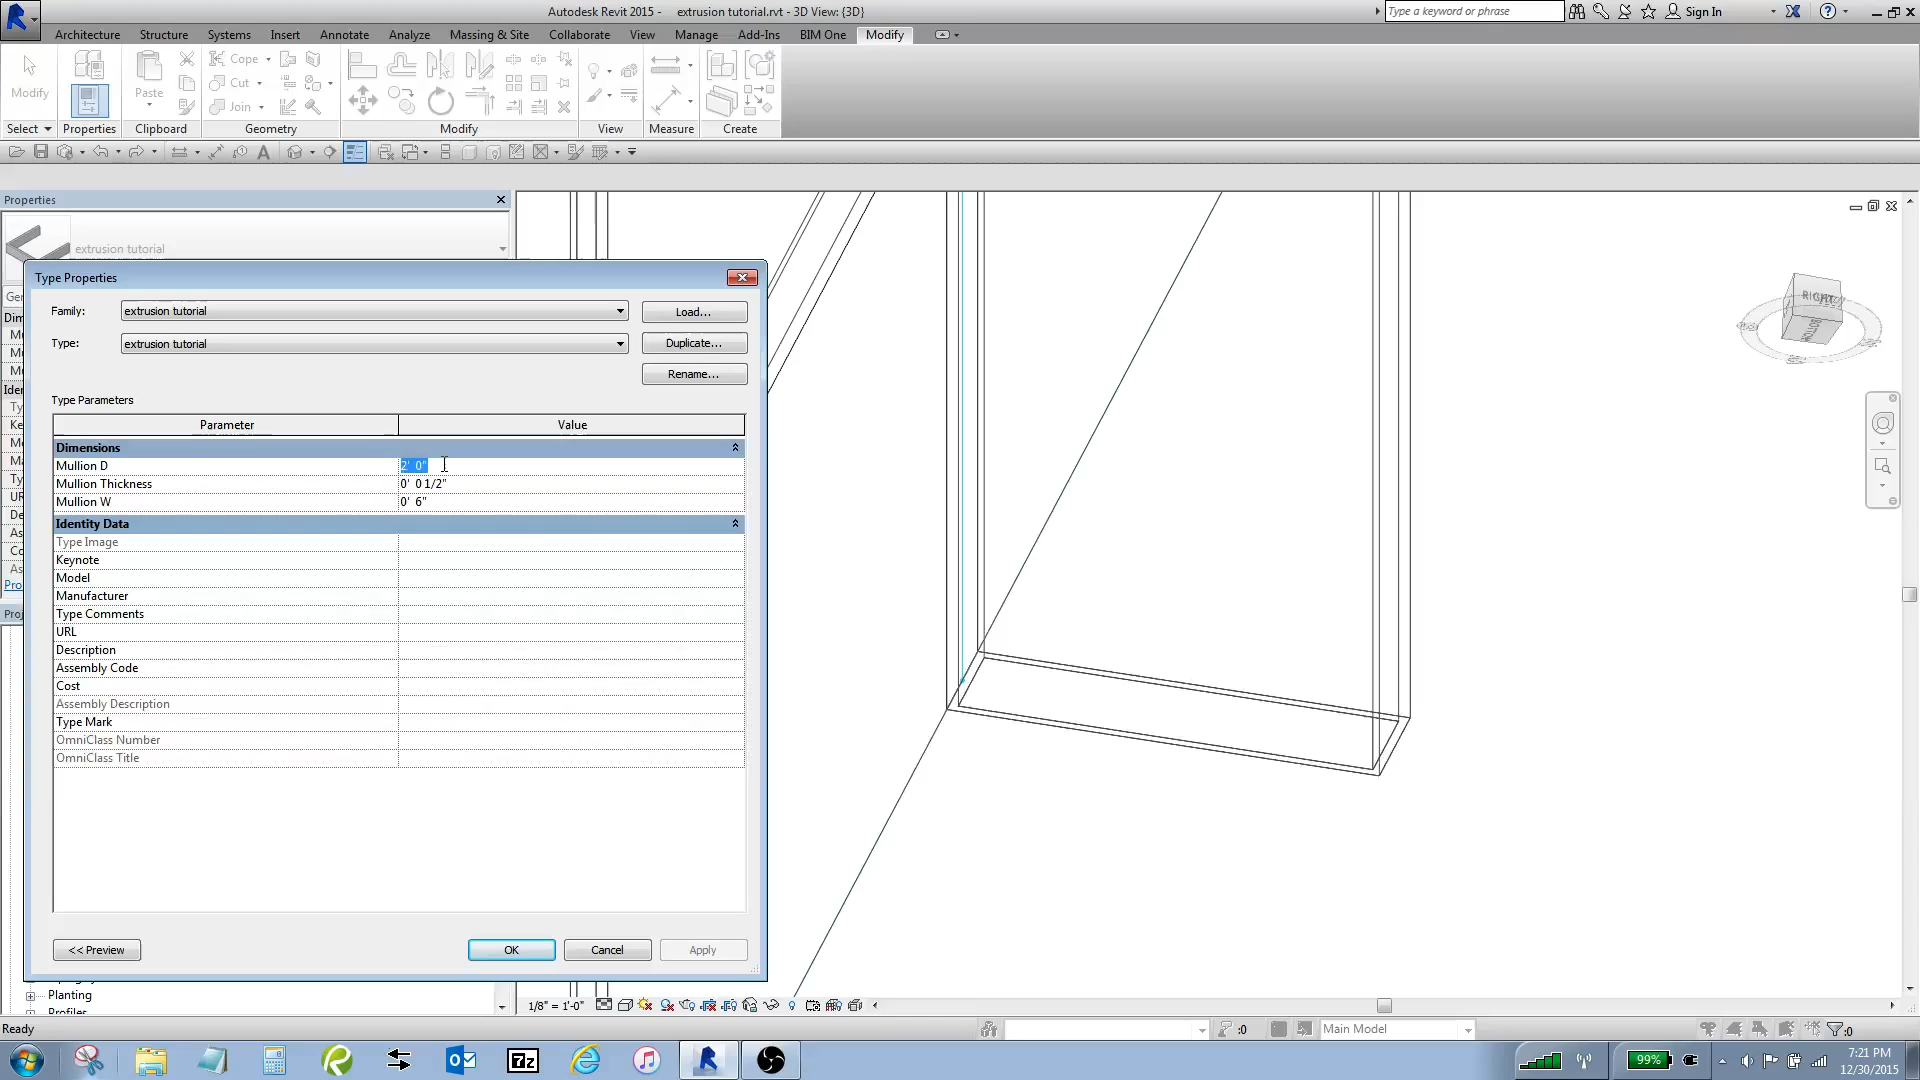 Autodesk Revit 2015 - extrusion tutorial.rvt - 3D View: {3D}
Type a keyword or phrase
Sign In
Architecture Structure Systems Insert Annotate Analyze Massing & Site Collaborate View Manage Add-Ins BIM One Modify
Cope
Cut
Join
Modify
Paste
Select Properties Clipboard Geometry Modify View Measure Create
Properties
extrusion tutorial
Type Properties
Family: extrusion tutorial Load...
Type: extrusion tutorial Duplicate...
Rename...
Type Parameters
Parameter Value
Dimensions
Mullion D 2' 0"
Mullion Thickness 0' 0 1/2"
Mullion W 0' 6"
Identity Data
Type Image
Keynote
Model
Manufacturer
Type Comments
URL
Description
Assembly Code
Cost
Assembly Description
Type Mark
OmniClass Number
OmniClass Title
<< Preview OK Cancel Apply
Planting
Profiles
RIGHT
BOTTOM
1/8" = 1'-0"
Ready
:0
Main Model
:0
7z
99%
7:21 PM
12/30/2015